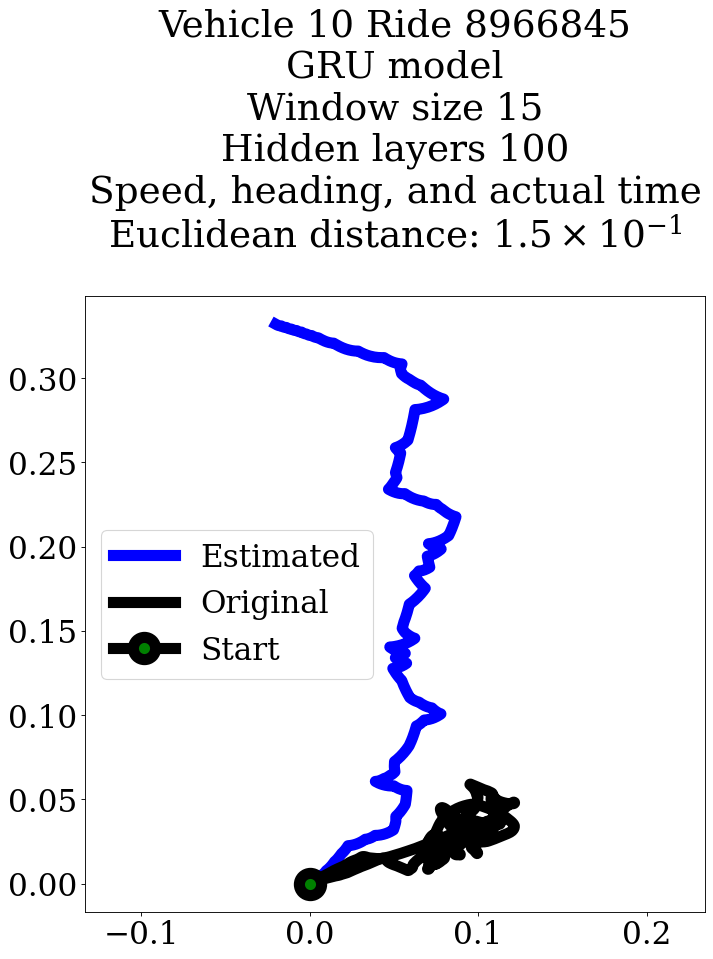 Vehicle 10 Ride 8966845
GRU model
Window size 15
Hidden layers 100
Speed, heading, and actual time
Euclidean distance: 1.5 × 10⁻¹
0.30
0.25
0.20
0.15
0.10
0.05
0.00
Estimated
Original
Start
−0.1
0.0
0.1
0.2